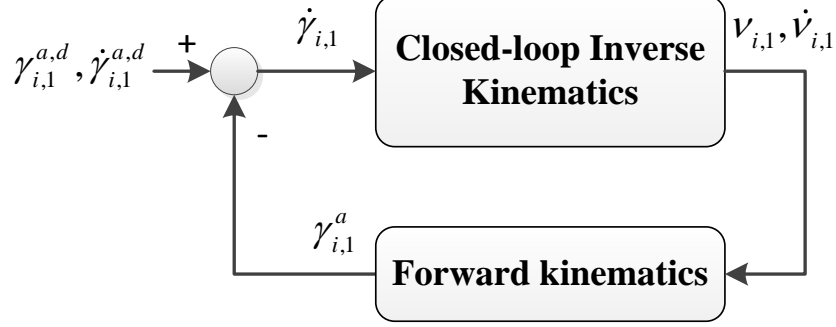 γ̇_{i,1}
γ_{i,1}^{a,d}, γ̇_{i,1}^{a,d}
+
-
Closed-loop Inverse
Kinematics
ν_{i,1}, ν̇_{i,1}
γ_{i,1}^{a}
Forward kinematics